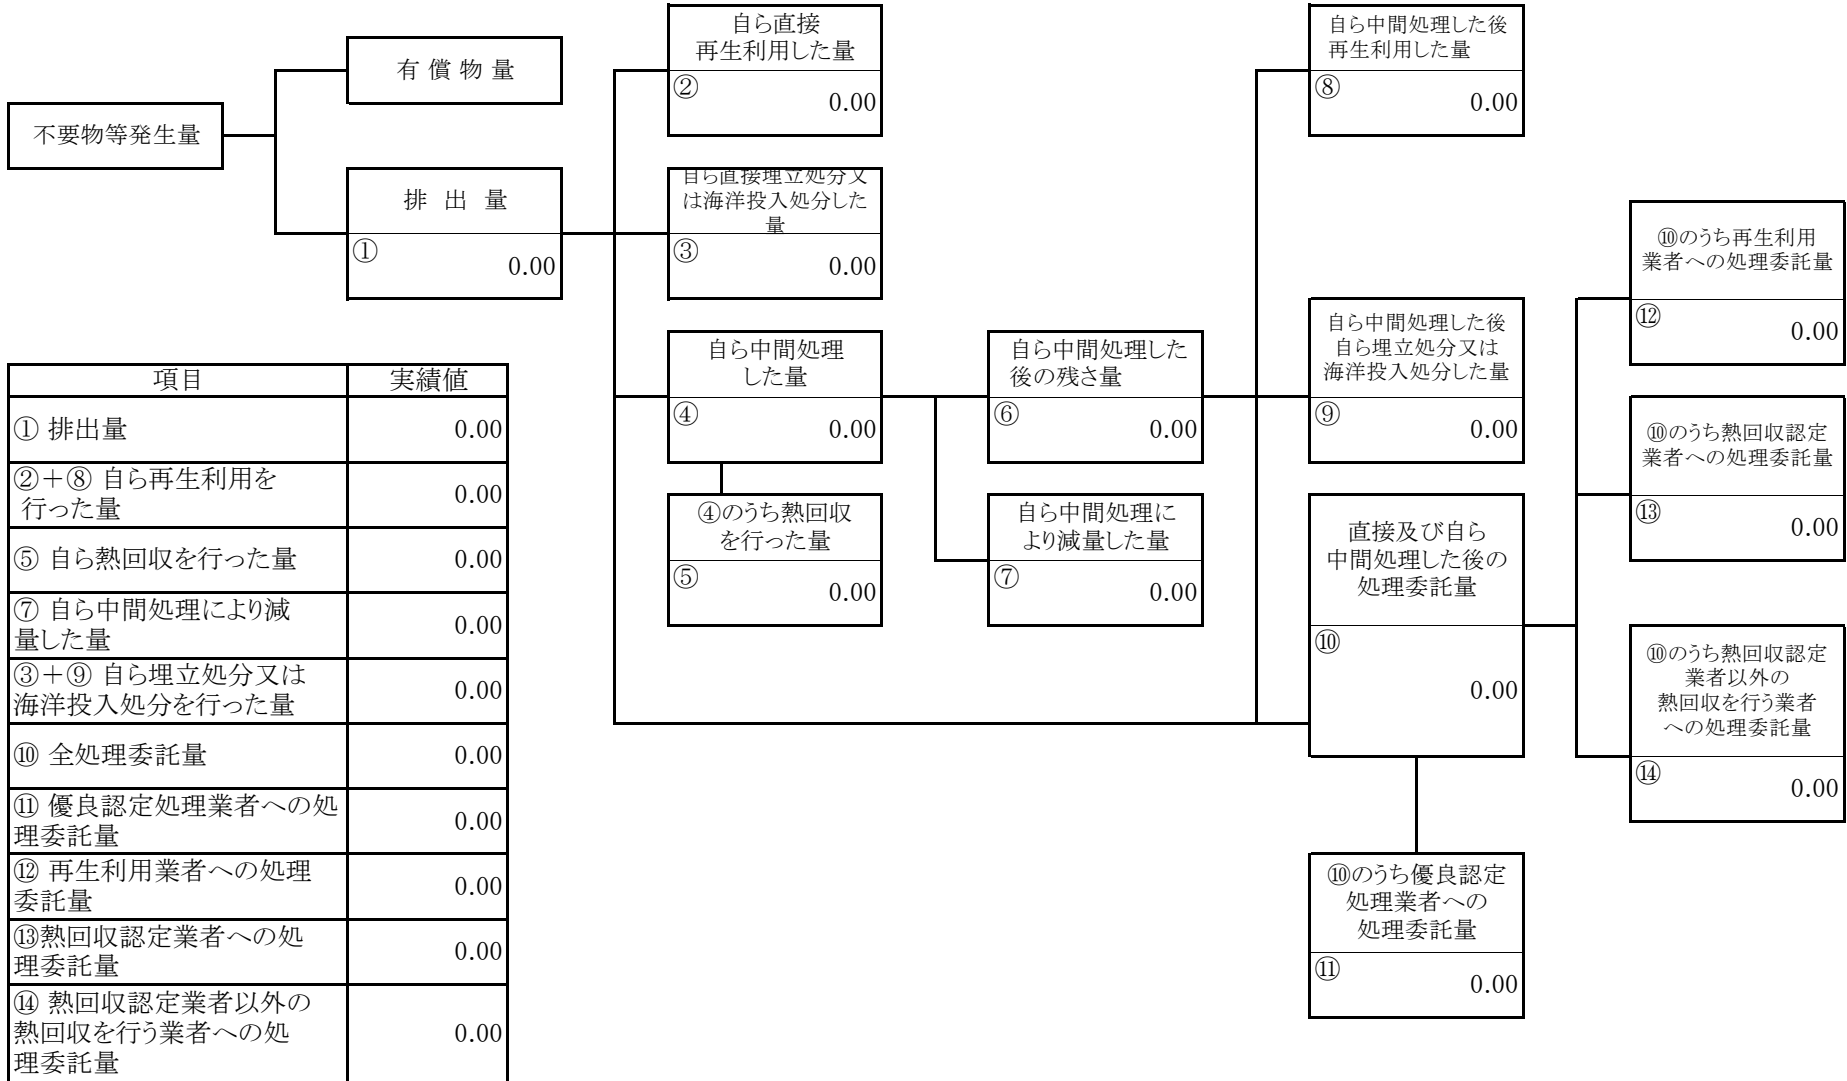 不要物等発生量
有 償 物 量
排 出 量
①
0.00
自ら直接
再生利用した量
②
0.00
自ら直接埋立処分又
は海洋投入処分した
量
③
0.00
自ら中間処理
した量
④
0.00
④のうち熱回収
を行った量
⑤
0.00
自ら中間処理した
後の残さ量
⑥
0.00
自ら中間処理に
より減量した量
⑦
0.00
自ら中間処理した後
再生利用した量
⑧
0.00
自ら中間処理した後
自ら埋立処分又は
海洋投入処分した量
⑨
0.00
直接及び自ら
中間処理した後の
処理委託量
⑩
0.00
⑩のうち優良認定
処理業者への
処理委託量
⑪
0.00
⑩のうち再生利用
業者への処理委託量
⑫
0.00
⑩のうち熱回収認定
業者への処理委託量
⑬
0.00
⑩のうち熱回収認定
業者以外の
熱回収を行う業者
への処理委託量
⑭
0.00
項目 実績値
① 排出量 0.00
②＋⑧ 自ら再生利用を
行った量 0.00
⑤ 自ら熱回収を行った量 0.00
⑦ 自ら中間処理により減
量した量 0.00
③＋⑨ 自ら埋立処分又は
海洋投入処分を行った量 0.00
⑩ 全処理委託量 0.00
⑪ 優良認定処理業者への処
理委託量 0.00
⑫ 再生利用業者への処理
委託量 0.00
⑬熱回収認定業者への処
理委託量 0.00
⑭ 熱回収認定業者以外の
熱回収を行う業者への処 0.00
理委託量